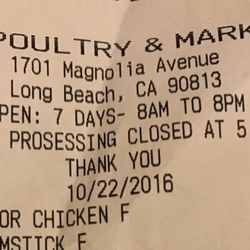 POULTRY & MARK
1701 Magnolia Avenue
Long Beach, CA 90813
PEN: 7 DAYS- 8AM TO 8PM
PROSESSING CLOSED AT 5
THANK YOU
10/22/2016
OR CHICKEN F
MSTICK F